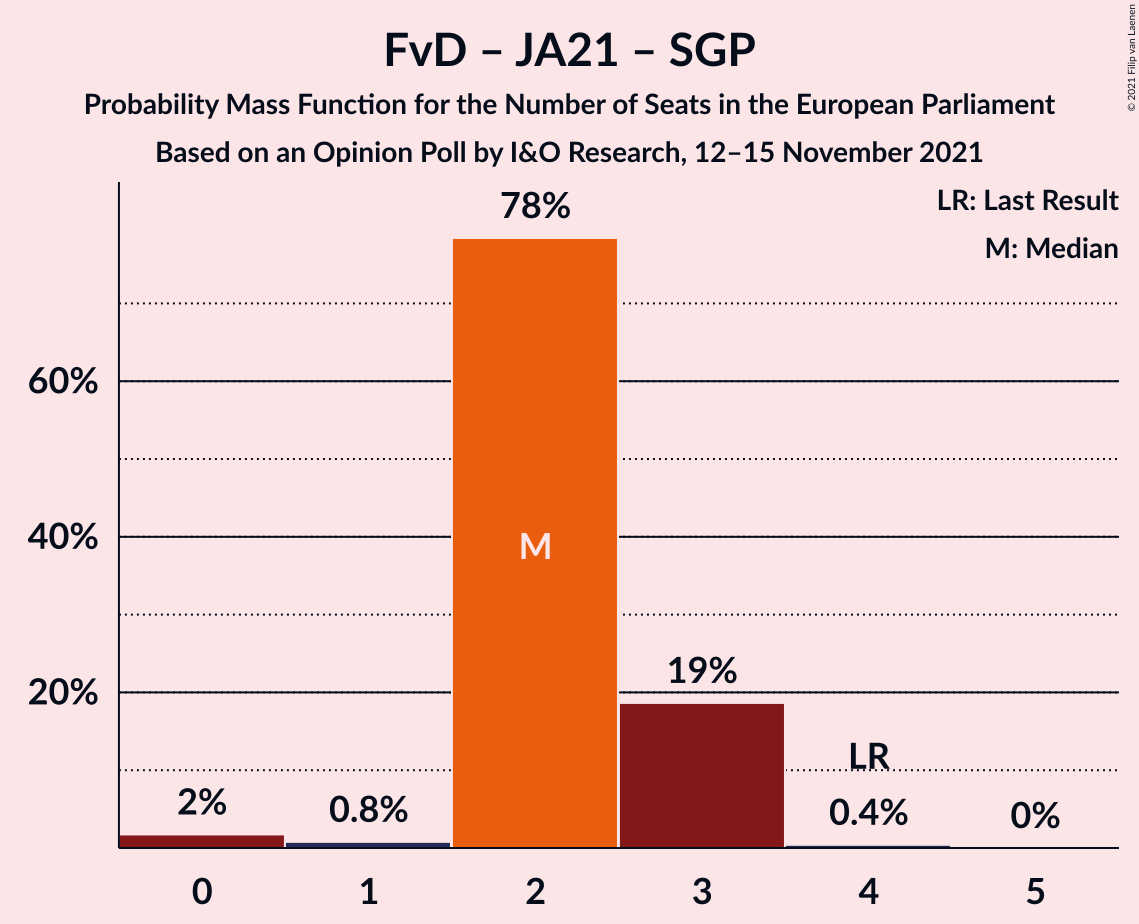 FvD – JA21 – SGP
Probability Mass Function for the Number of Seats in the European Parliament
Based on an Opinion Poll by I&O Research, 12–15 November 2021
© 2021 Filip van Laenen
LR: Last Result
M: Median
78%
60%
40%
M
20%
19%
LR
2%
0.8%
0.4%
0%
0 1 2 3 4 5